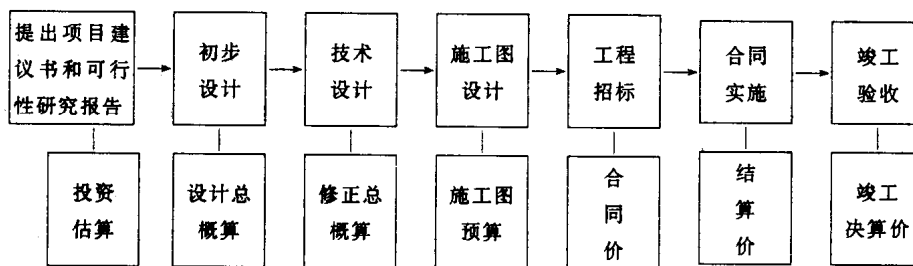 提出项目建
议书和可行
性研究报告
初步
设计
技术
设计
施工图
设计
工程
招标
合同
实施
竣工
验收
投资
估算
设计总
概算
修正总
概算
施工图
预算
合
同
价
结
算
价
竣工
决算价